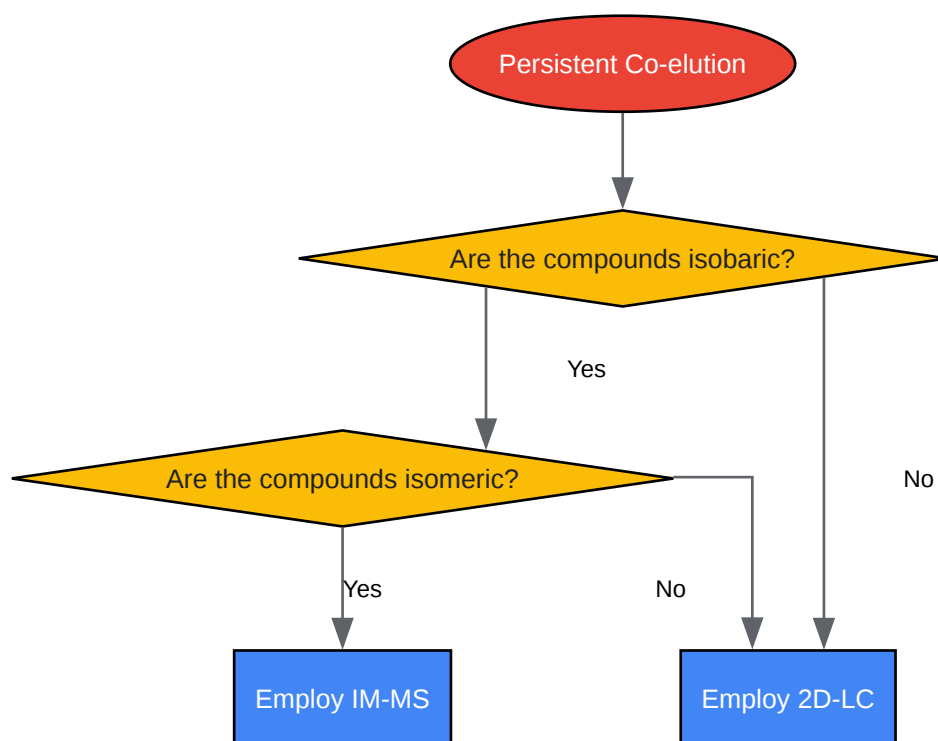 Persistent Co-elution
Are the compounds isobaric?
Yes
Are the compounds isomeric?
No
Yes
No
Employ IM-MS
Employ 2D-LC